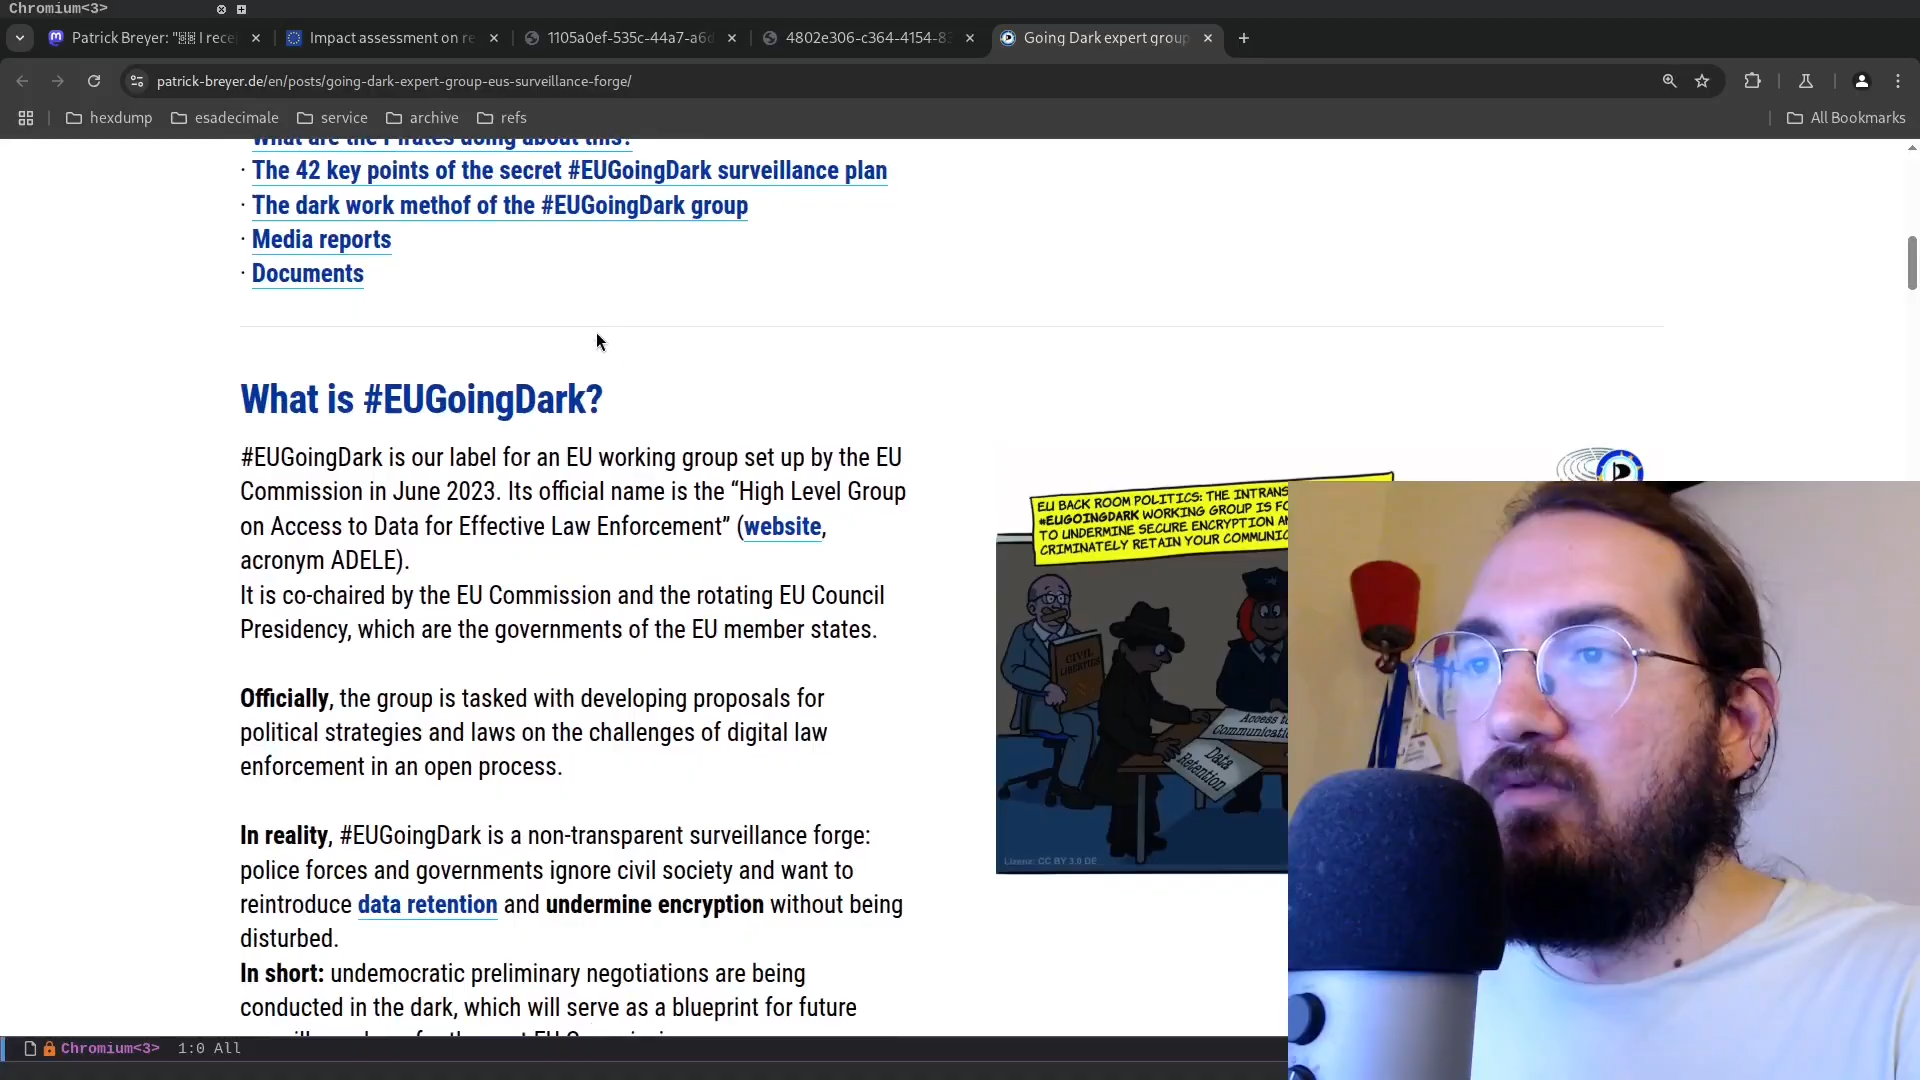 Chromium<3>
Patrick Breyer: "
I rece
Impact assessment on re
1105a0ef-535c-44a7-a6d
4802e306-c364-4154-83
Going Dark expert group
patrick-breyer.de/en/posts/going-dark-expert-group-eus-surveillance-forge/
hexdump
esadecimale
service
archive
refs
All Bookmarks
What are the Pirates doing about this?
· The 42 key points of the secret #EUGoingDark surveillance plan
· The dark work methof of the #EUGoingDark group
· Media reports
· Documents
What is #EUGoingDark?
#EUGoingDark is our label for an EU working group set up by the EU
Commission in June 2023. Its official name is the “High Level Group
on Access to Data for Effective Law Enforcement” (website,
acronym ADELE).
It is co-chaired by the EU Commission and the rotating EU Council
Presidency, which are the governments of the EU member states.
Officially, the group is tasked with developing proposals for
political strategies and laws on the challenges of digital law
enforcement in an open process.
In reality, #EUGoingDark is a non-transparent surveillance forge:
police forces and governments ignore civil society and want to
reintroduce data retention and undermine encryption without being
disturbed.
In short: undemocratic preliminary negotiations are being
conducted in the dark, which will serve as a blueprint for future
EU BACK ROOM POLITICS: THE INTRANS
#EUGOINGDARK WORKING GROUP IS FO
TO UNDERMINE SECURE ENCRYPTION A
CRIMINATELY RETAIN YOUR COMMUNIC
CIVIL
LIBERTIES
Access to
Communicatio
Data
Retention
Lizenz: CC BY 3.0 DE
Chromium<3> 1:0 All